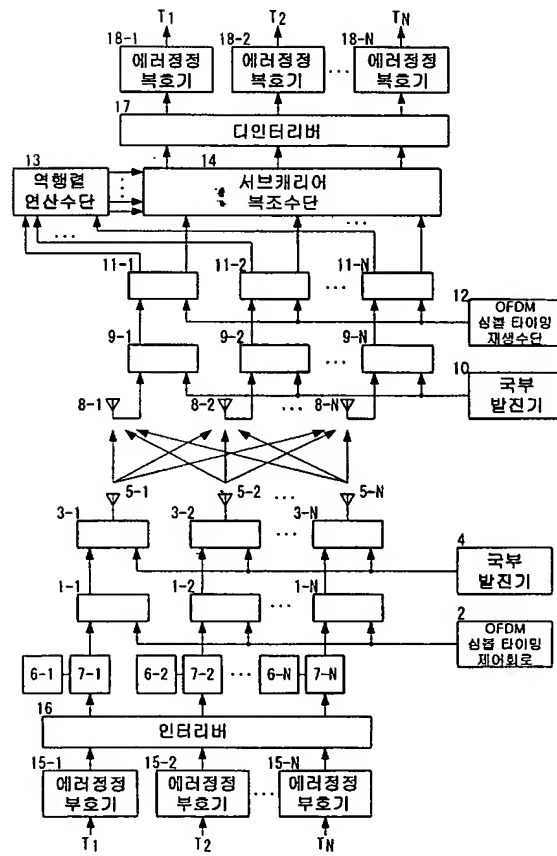 T1 T2 TN
18-1 18-2 18-N
에러정정 에러정정 에러정정
복호기 복호기 ... 복호기
17
디인터리버
13 14
역행렬 서브캐리어
연산수단 복조수단
11-1 11-2 11-N
12
OFDM
심볼 타이밍
재생수단
9-1 9-2 9-N
10
국부
발진기
8-1 8-2 ... 8-N
5-1 5-2 ... 5-N
3-1 3-2 3-N
4
국부
발진기
1-1 1-2 1-N
2
OFDM
심볼 타이밍
제어회로
6-1 7-1 6-2 7-2 ... 6-N 7-N
16
인터리버
15-1 15-2 15-N
에러정정 에러정정 에러정정
부호기 부호기 ... 부호기
T1 T2 TN